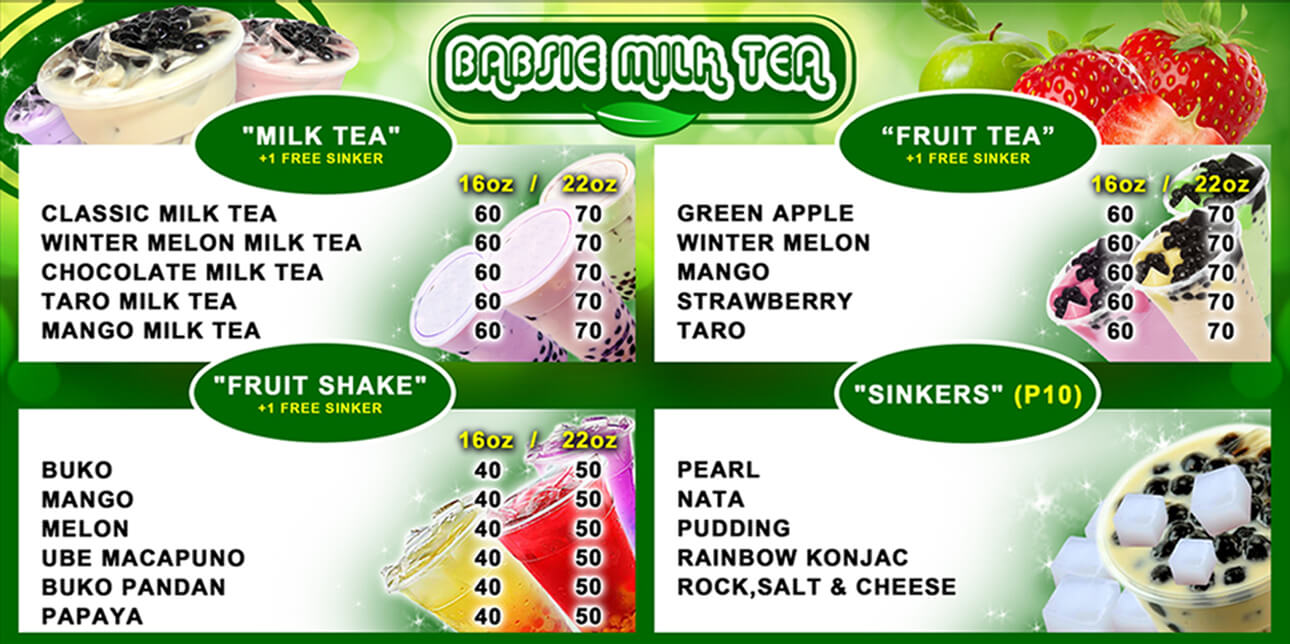 BABSIE MILK TEA
"MILK TEA"
+1 FREE SINKER
16oz / 22oz
CLASSIC MILK TEA 60 70
WINTER MELON MILK TEA 60 70
CHOCOLATE MILK TEA 60 70
TARO MILK TEA 60 70
MANGO MILK TEA 60 70
“FRUIT TEA”
+1 FREE SINKER
16oz / 22oz
GREEN APPLE 60 70
WINTER MELON 60 70
MANGO 60 70
STRAWBERRY 60 70
TARO 60 70
"FRUIT SHAKE"
+1 FREE SINKER
16oz / 22oz
BUKO 40 50
MANGO 40 50
MELON 40 50
UBE MACAPUNO 40 50
BUKO PANDAN 40 50
PAPAYA 40 50
"SINKERS" (P10)
PEARL
NATA
PUDDING
RAINBOW KONJAC
ROCK,SALT & CHEESE